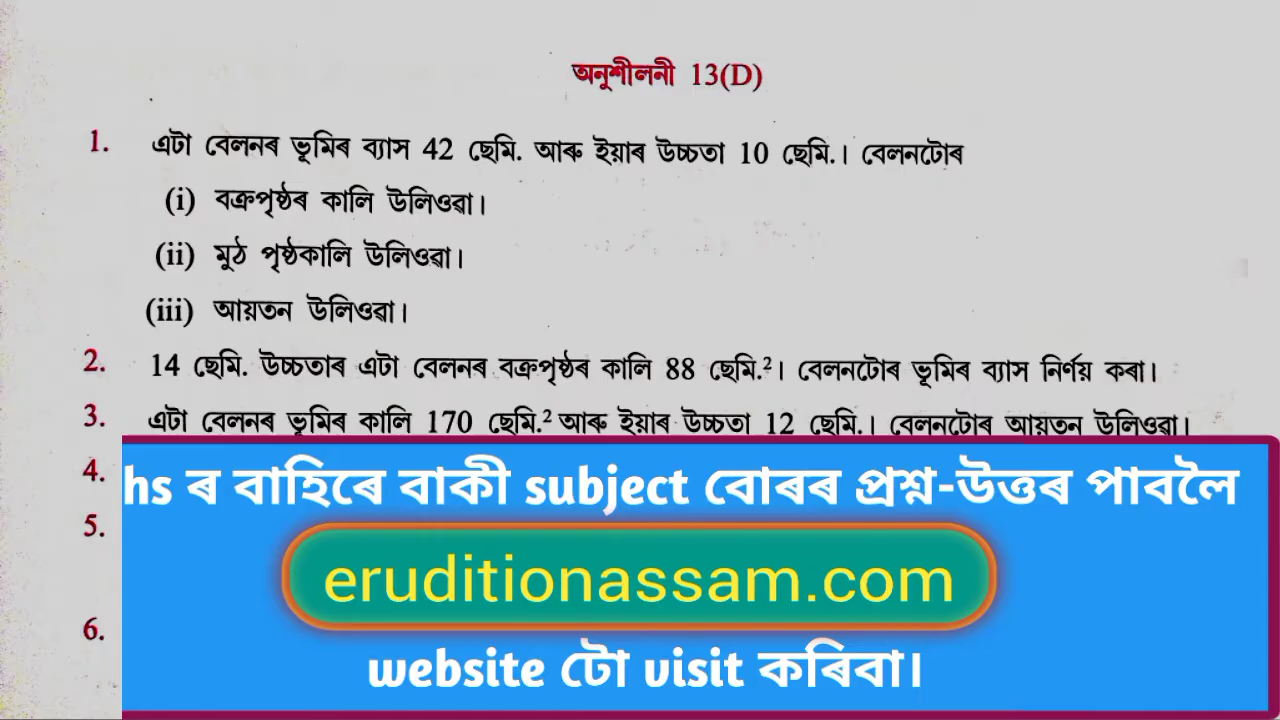 অনুশীলনী 13(D)
1. এটা বেলনৰ ভূমিৰ ব্যাস 42 ছেমি. আৰু ইয়াৰ উচ্চতা 10 ছেমি.। বেলনটোৰ
(i) বক্ৰপৃষ্ঠৰ কালি উলিওৱা।
(ii) মুঠ পৃষ্ঠকালি উলিওৱা।
(iii) আয়তন উলিওৱা।
2. 14 ছেমি. উচ্চতাৰ এটা বেলনৰ বক্ৰপৃষ্ঠৰ কালি 88 ছেমি.²। বেলনটোৰ ভূমিৰ ব্যাস নিৰ্ণয় কৰা।
3. এটা বেলনৰ ভূমিৰ কালি 170 ছেমি.² আৰু ইয়াৰ উচ্চতা 12 ছেমি.। বেলনটোৰ আয়তন উলিওৱা।
4.
hs ৰ বাহিৰে বাকী subject বোৰৰ প্ৰশ্ন-উত্তৰ পাবলৈ
5.
eruditionassam.com
6.
website টো visit কৰিবা।